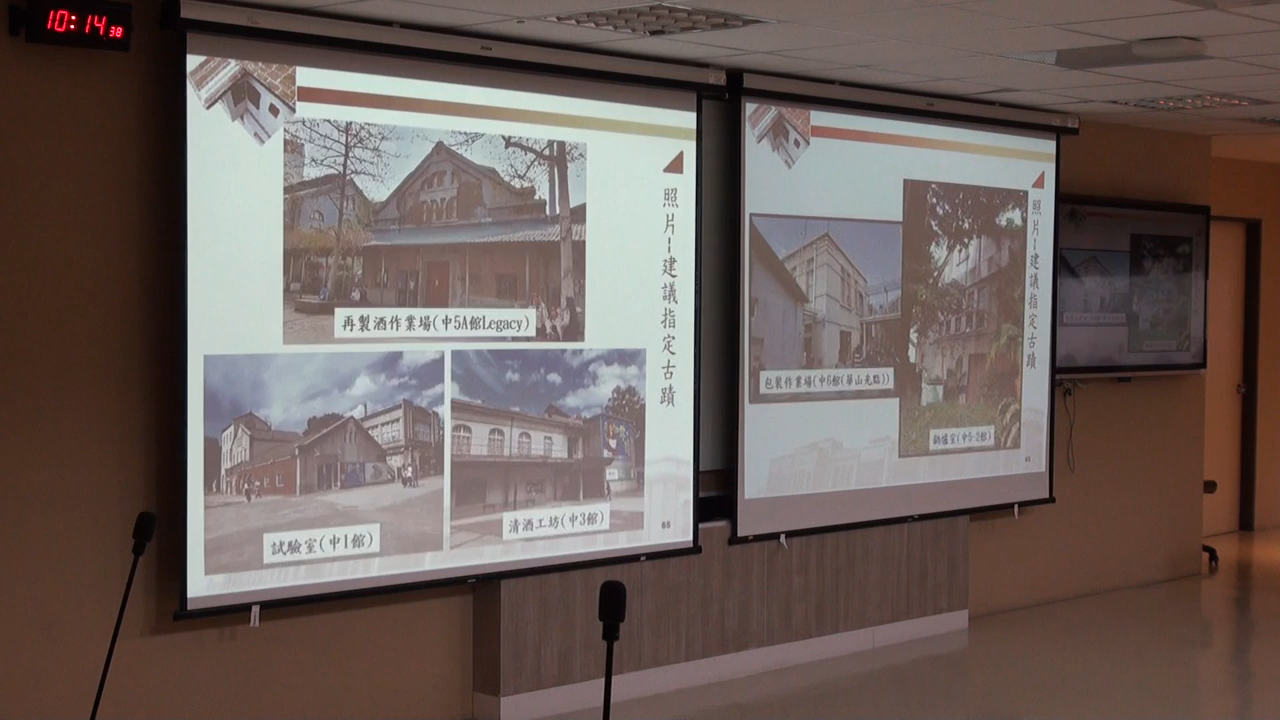 10:14 38
照片-建議指定古蹟
再製酒作業場(中5A館Legacy)
試驗室(中1館)
清酒工坊(中3館)
65
照片-建議指定古蹟
包裝作業場(中6館(華山光點))
鍋爐室(中5-2館)